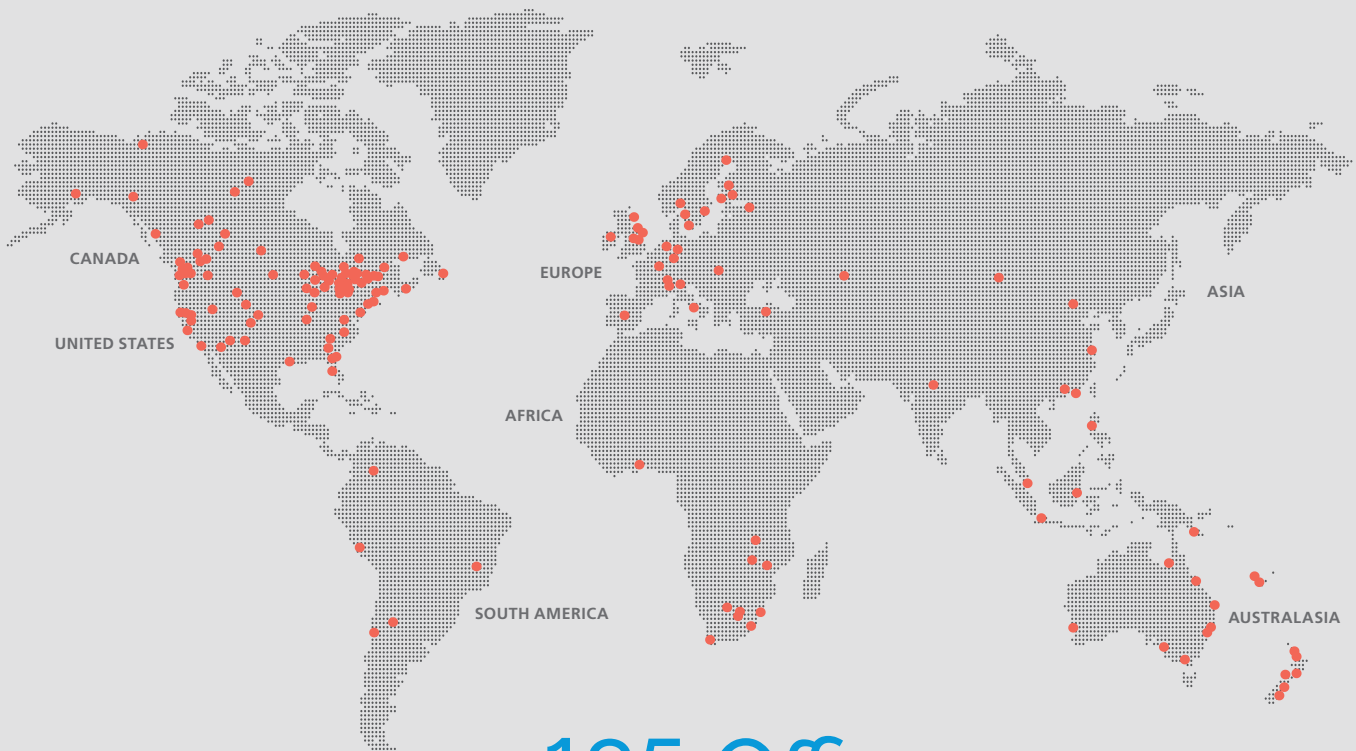 CANADA
EUROPE
ASIA
UNITED STATES
AFRICA
SOUTH AMERICA
AUSTRALASIA